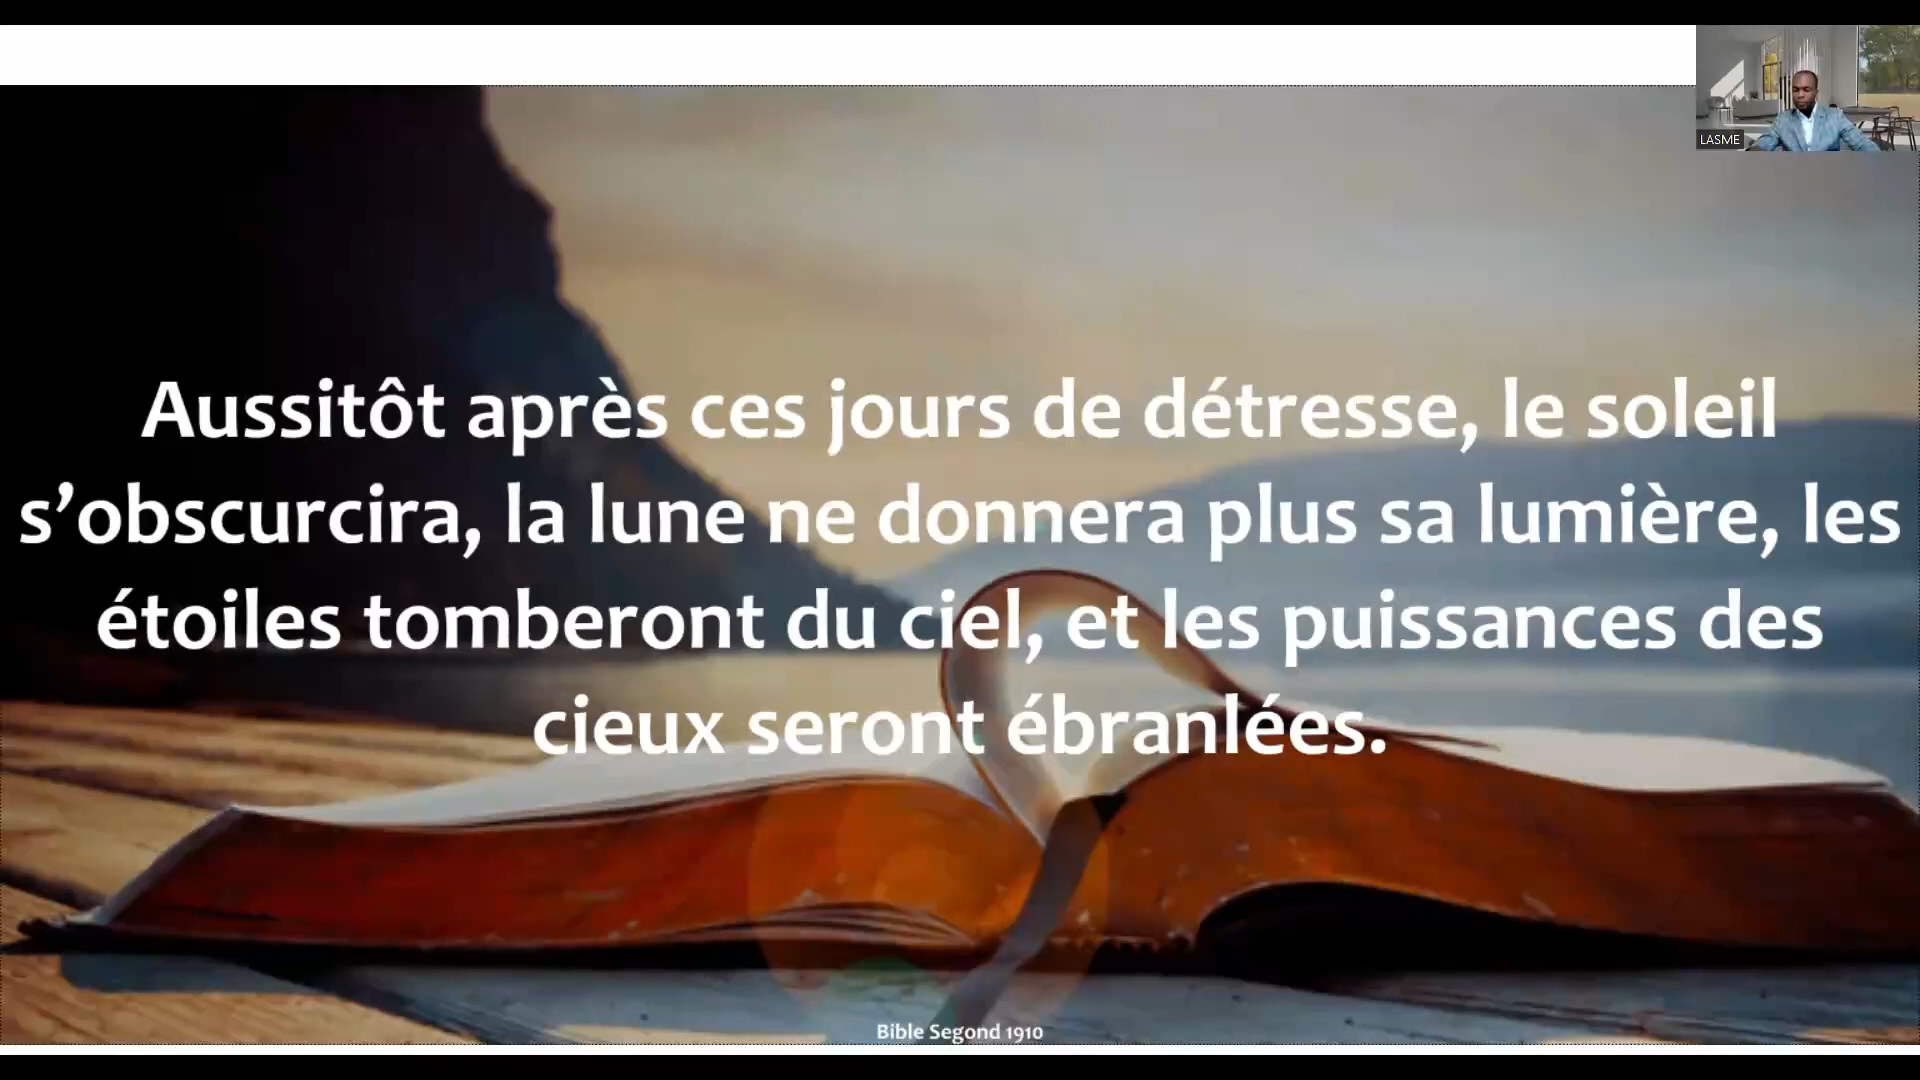 LASME
Aussitôt après ces jours de détresse, le soleil
s’obscurcira, la lune ne donnera plus sa lumière, les
étoiles tomberont du ciel, et les puissances des
cieux seront ébranlées.
Bible Segond 1910